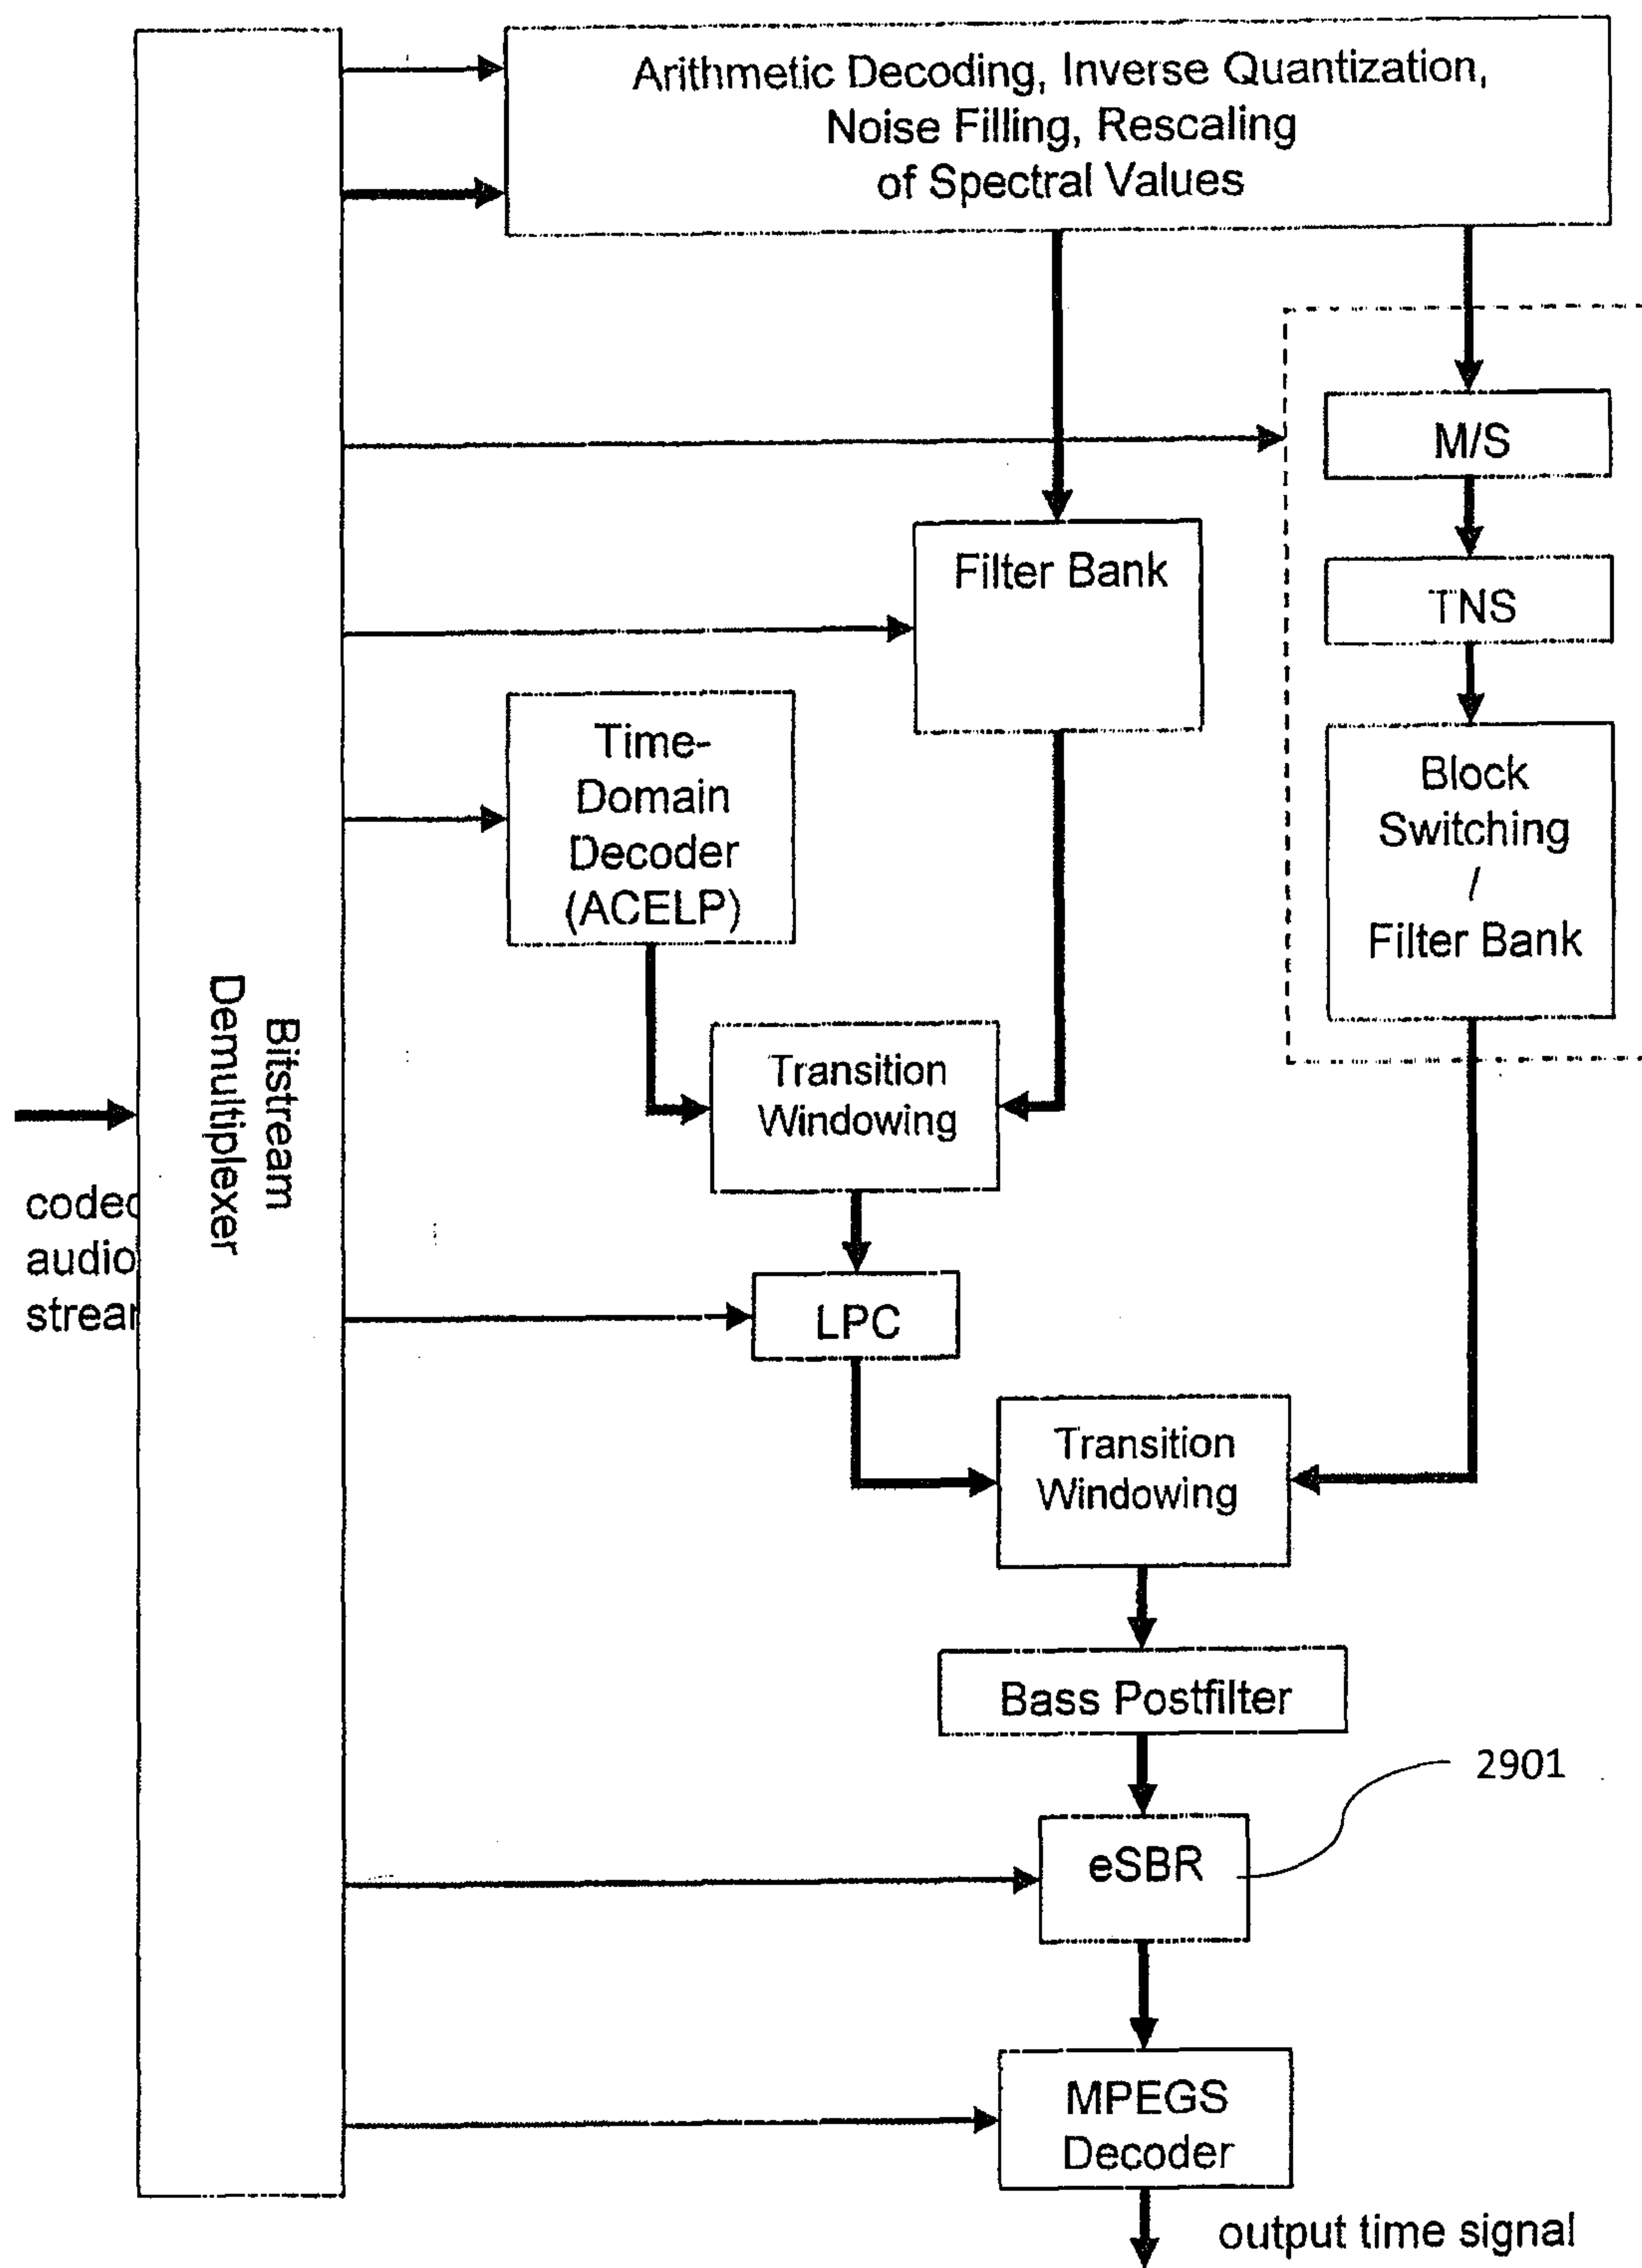 Arithmetic Decoding, Inverse Quantization,
Noise Filling, Rescaling
of Spectral Values
M/S
Filter Bank
TNS
Time-
Domain
Decoder
(ACELP)
Block
Switching
/
Filter Bank
Bitstream
Demultiplexer
Transition
Windowing
audio
LPC
Transition
Windowing
Bass Postfilter
2901
eSBR
MPEGS
Decoder
output time signal